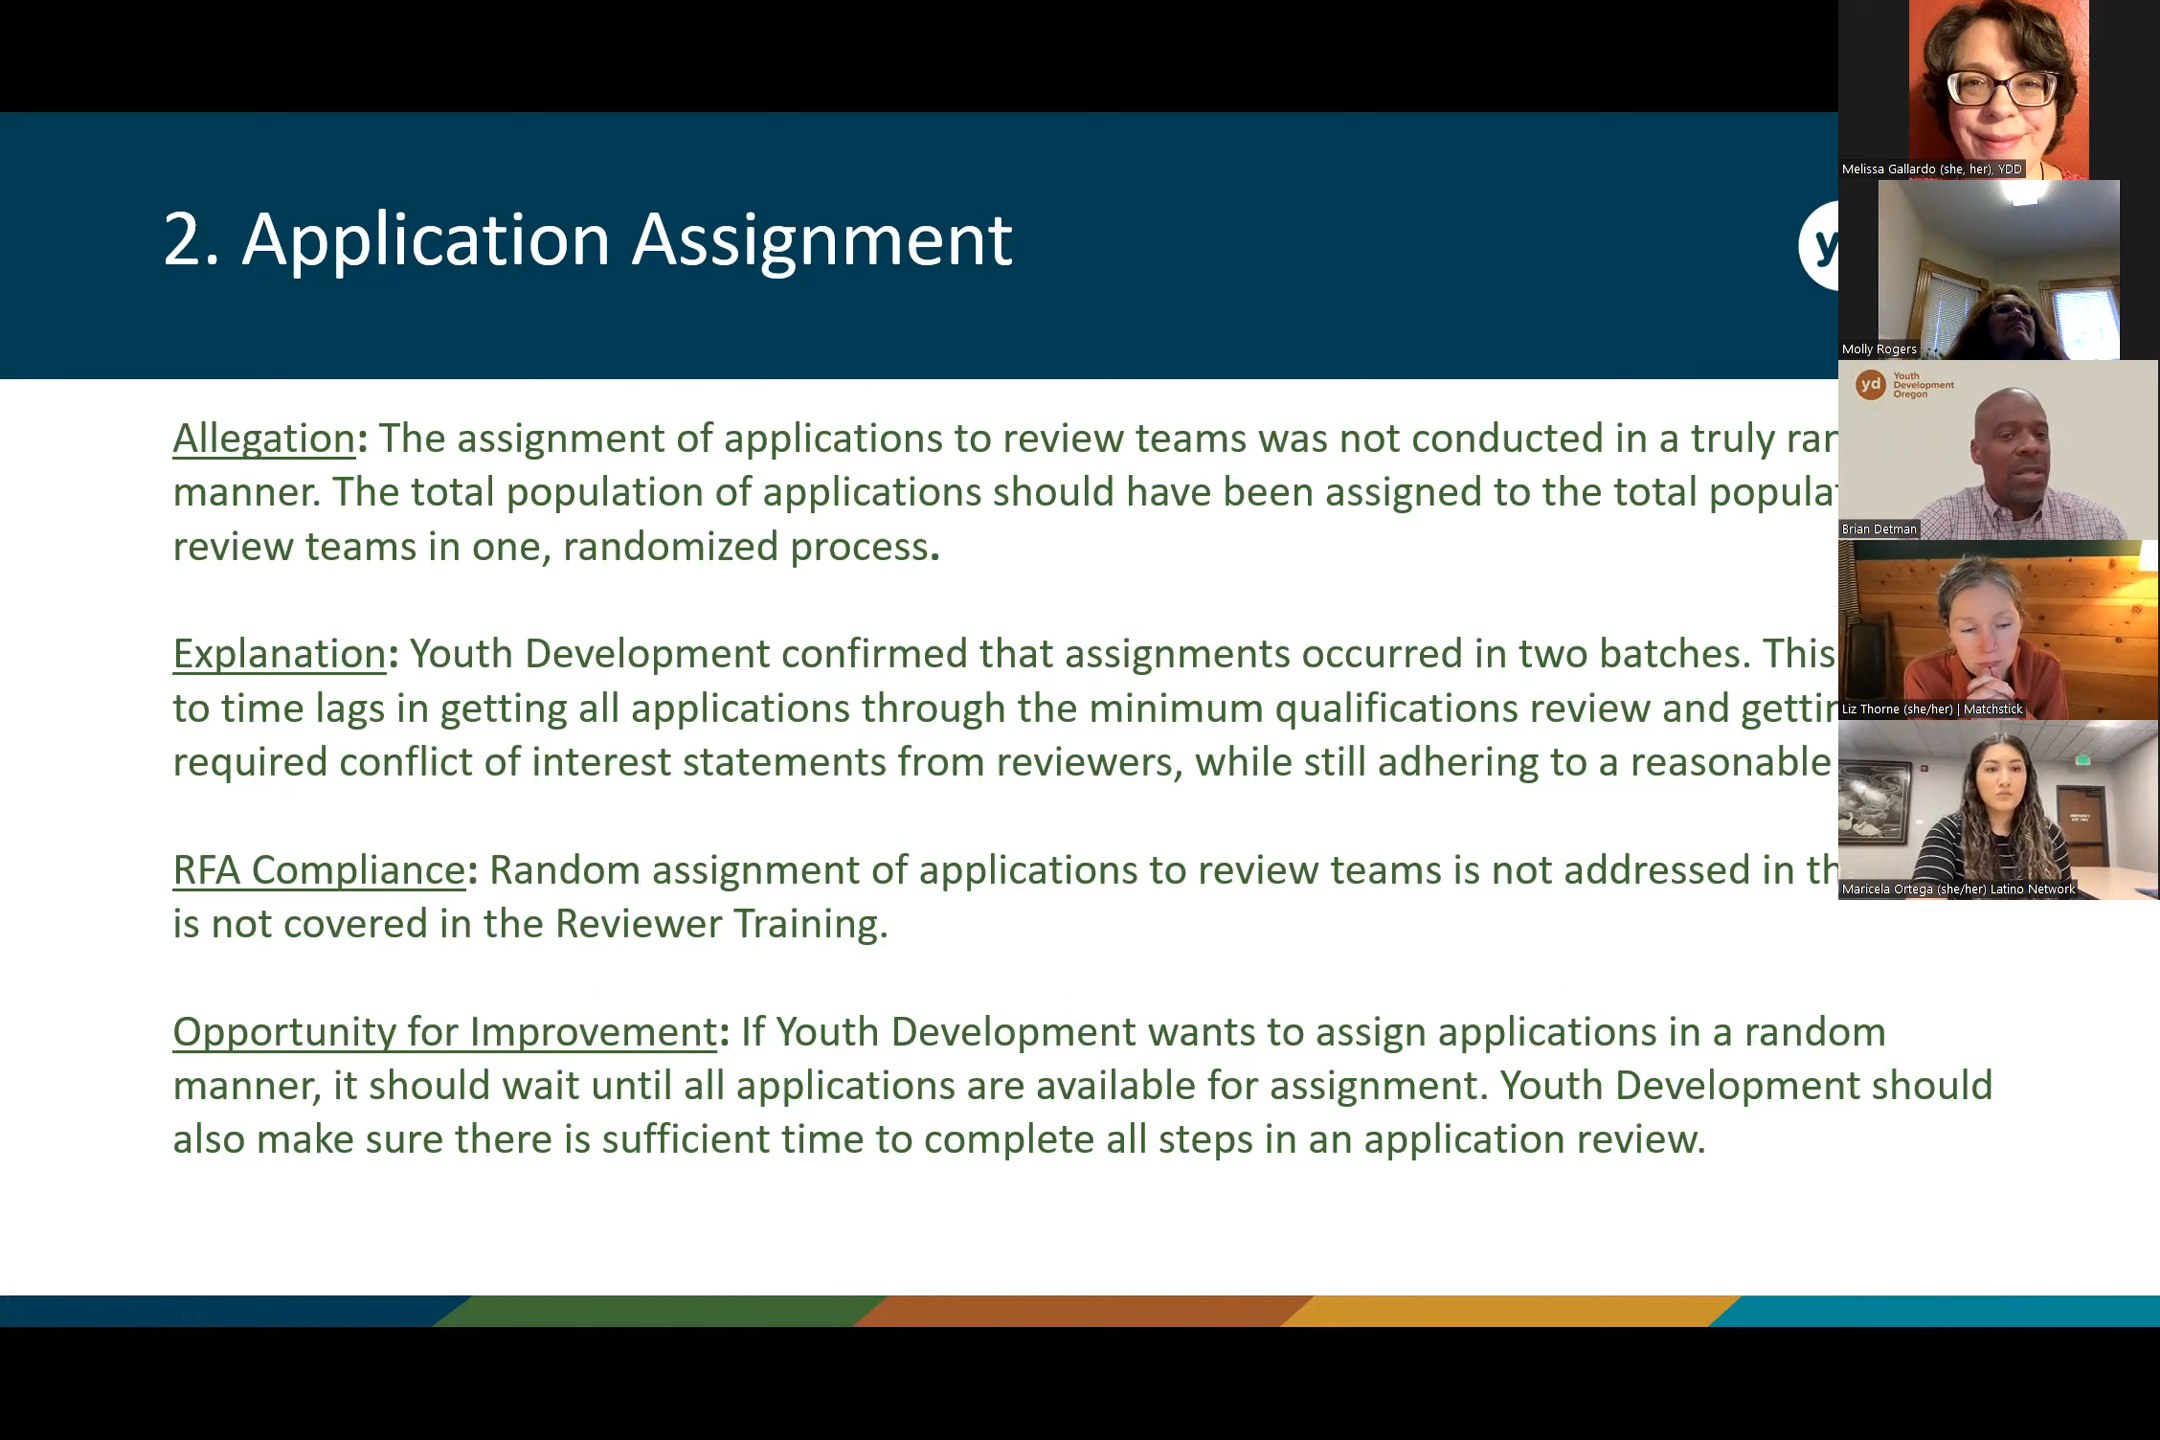 2. Application Assignment
y
Allegation: The assignment of applications to review teams was not conducted in a truly ran
manner. The total population of applications should have been assigned to the total populat
review teams in one, randomized process.
Explanation: Youth Development confirmed that assignments occurred in two batches. This
to time lags in getting all applications through the minimum qualifications review and gettin
required conflict of interest statements from reviewers, while still adhering to a reasonable
RFA Compliance: Random assignment of applications to review teams is not addressed in th
is not covered in the Reviewer Training.
Opportunity for Improvement: If Youth Development wants to assign applications in a random
manner, it should wait until all applications are available for assignment. Youth Development should
also make sure there is sufficient time to complete all steps in an application review.
Melissa Gallardo (she, her), YDD
Molly Rogers
yd Youth
Development
Oregon
Brian Detman
Liz Thorne (she/her) | Matchstick
Maricela Ortega (she/her) Latino Network